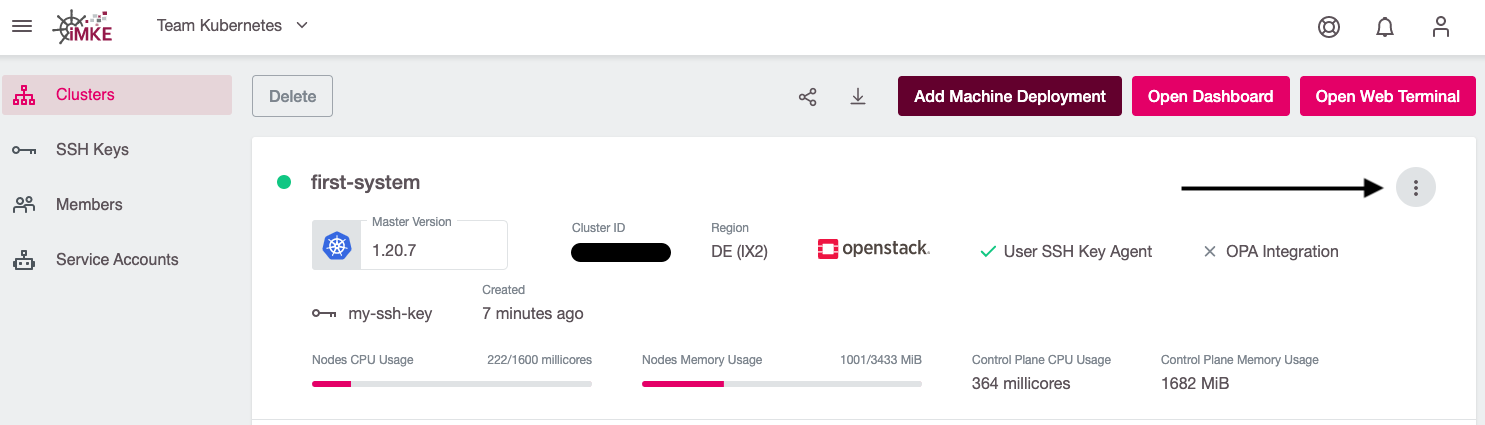 iMKE
Team Kubernetes
Clusters
Delete
Add Machine Deployment
Open Dashboard
Open Web Terminal
SSH Keys
Members
Service Accounts
first-system
Master Version
1.20.7
Cluster ID
Region
DE (IX2)
openstack.
User SSH Key Agent
OPA Integration
my-ssh-key
Created
7 minutes ago
Nodes CPU Usage
222/1600 millicores
Nodes Memory Usage
1001/3433 MiB
Control Plane CPU Usage
364 millicores
Control Plane Memory Usage
1682 MiB